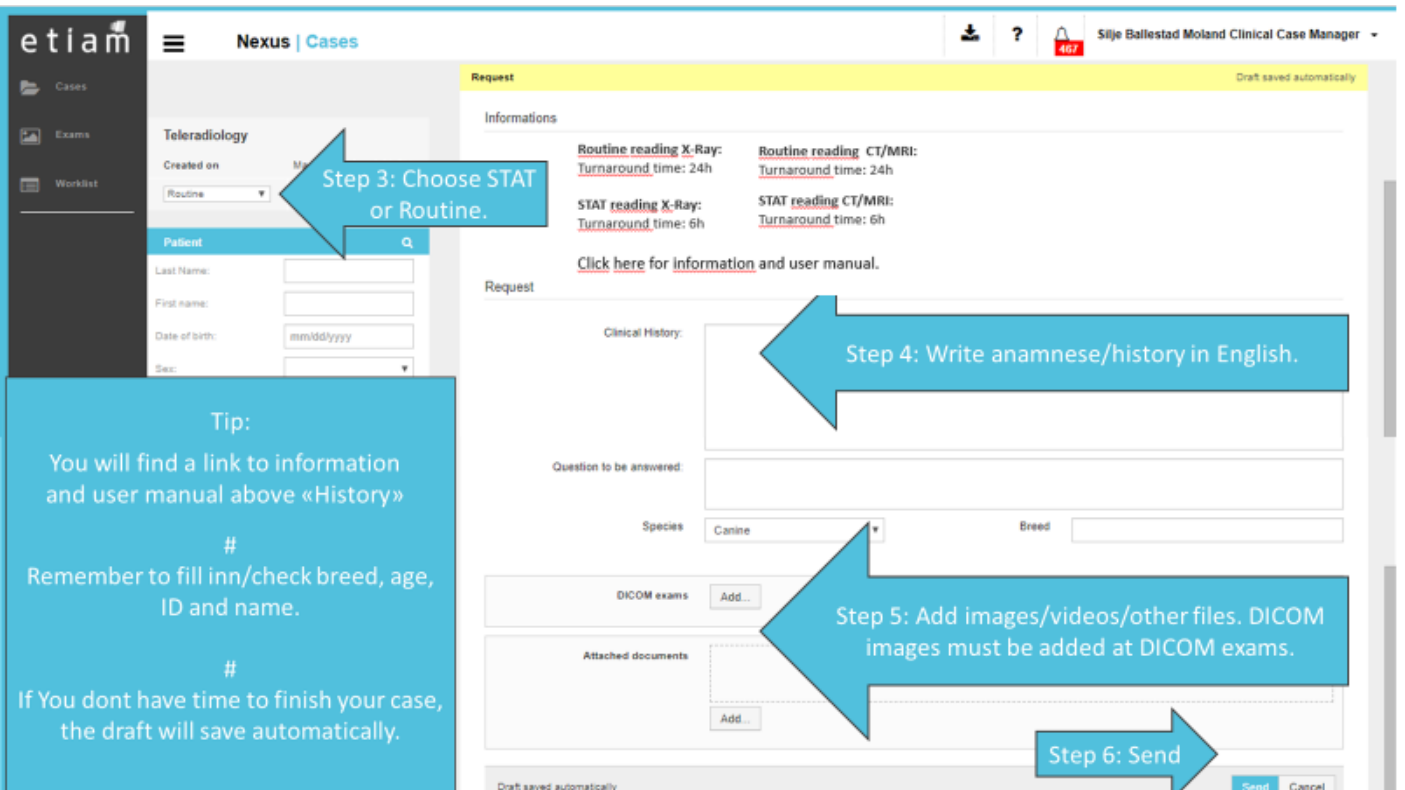 etiam
Nexus | Cases
?
467
Silje Ballestad Moland Clinical Case Manager
Cases
Exams
Worklist
Request
Draft saved automatically
Teleradiology
Created on
Ma
Routine
Step 3: Choose STAT
or Routine.
Patient
Last Name:
First name:
Date of birth:
mm/dd/yyyy
Sex:
Informations
Routine reading X-Ray:
Turnaround time: 24h
Routine reading CT/MRI:
Turnaround time: 24h
STAT reading X-Ray:
Turnaround time: 6h
STAT reading CT/MRI:
Turnaround time: 6h
Click here for information and user manual.
Request
Clinical History:
Step 4: Write anamnese/history in English.
Question to be answered:
Species
Canine
Breed
DICOM exams
Add...
Step 5: Add images/videos/other files. DICOM
images must be added at DICOM exams.
Attached documents
Add...
Step 6: Send
Draft saved automatically
Send
Cancel
Tip:
You will find a link to information
and user manual above «History»
#
Remember to fill inn/check breed, age,
ID and name.
#
If You dont have time to finish your case,
the draft will save automatically.